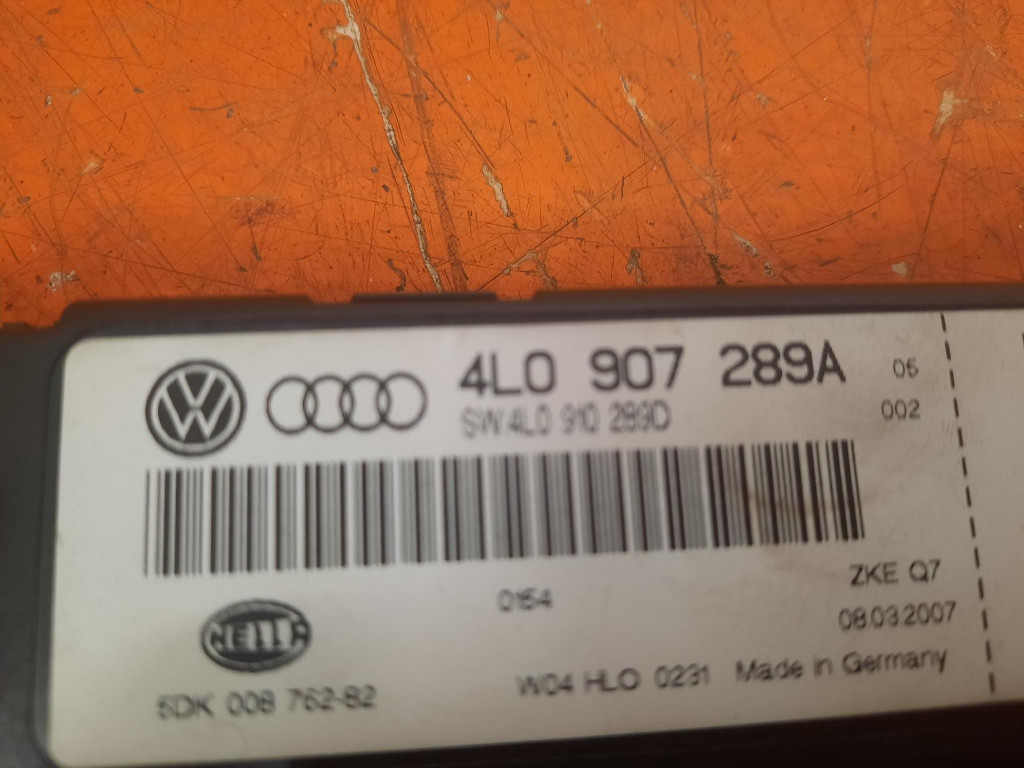 4L0 907 289A 05
SW:4L0 910 289D 002
ZKE Q7
0154
08.03.2007
HELLA
W04 HLO 0231 Made in Germany
5DK 008 762-82